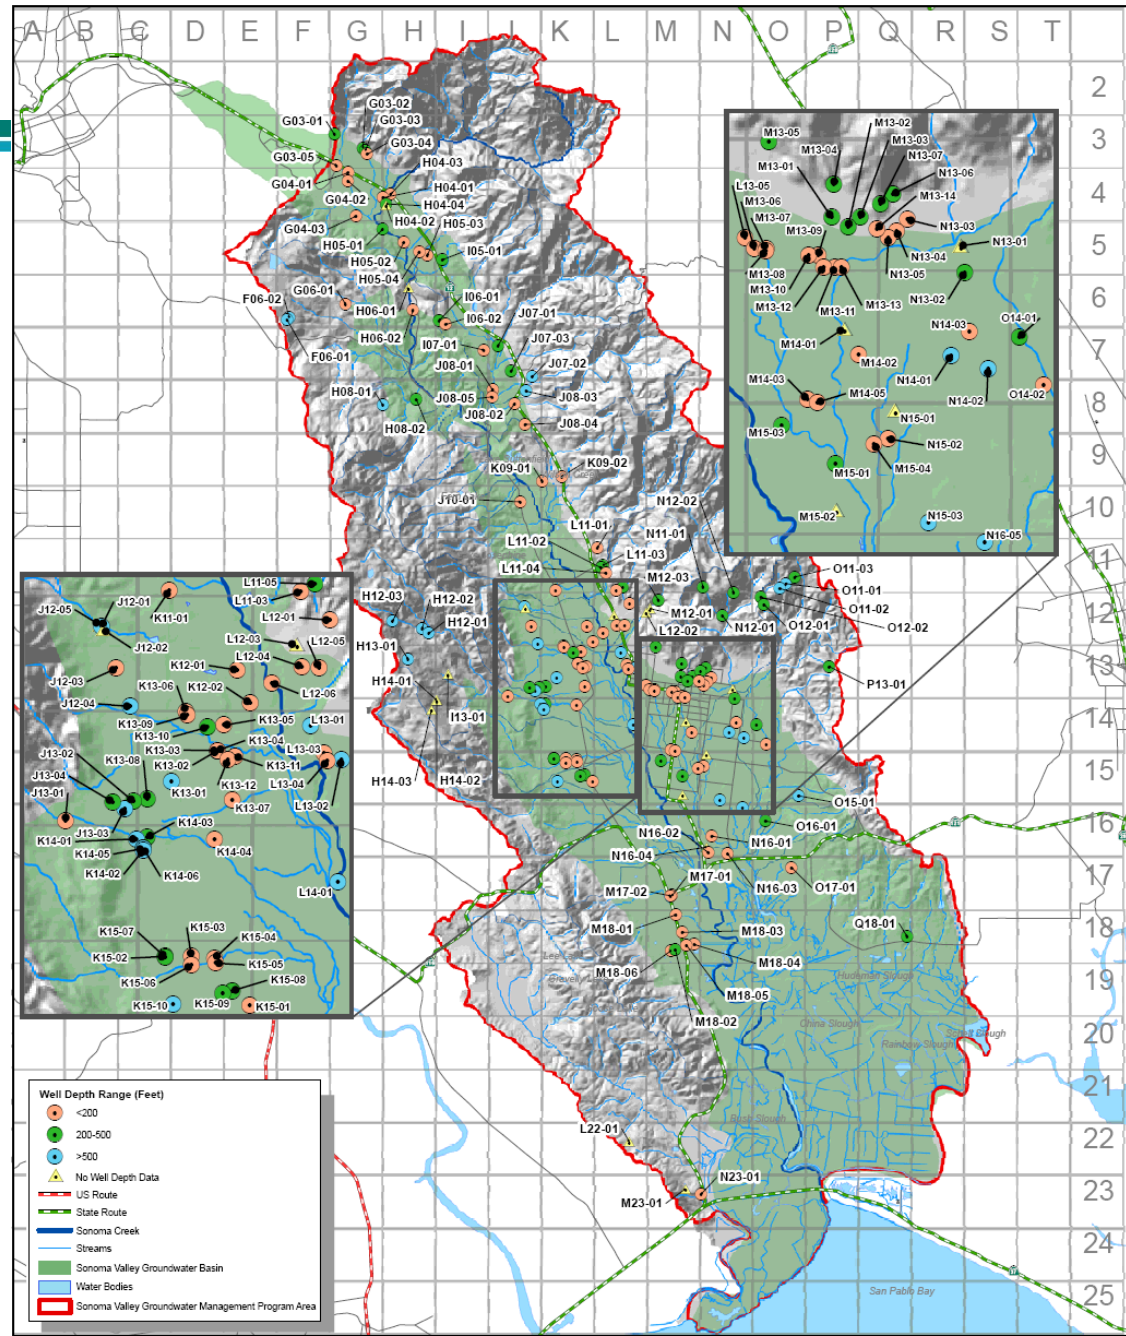 A B C D E F G H I K L M N O P Q R S T
2
3
4
5
6
7
8
9
10
11
12
13
14
15
16
17
18
19
20
21
22
23
24
25
G03-01
G03-02
G03-03
G03-04
G03-05
G04-01
G04-02
G04-03
H04-03
H04-01
H04-04
H04-02
H05-03
H05-01
H05-02
H05-04
I05-01
G06-01
F06-02
F06-01
H06-01
H06-02
I06-01
I06-02
I07-01
J07-01
J07-03
J07-02
J08-01
J08-05
J08-03
J08-02
J08-04
H08-01
H08-02
K09-01
K09-02
J10-01
L11-01
L11-02
L11-03
L11-04
N12-02
N11-01
M12-03
M12-01
L12-02
N12-01
O11-03
O11-01
O11-02
O12-02
O12-01
P13-01
H12-03
H12-02
H12-01
H13-01
H14-01
I13-01
H14-03
H14-02
O15-01
O16-01
N16-02
N16-01
N16-04
N16-03
O17-01
M17-01
M17-02
M18-01
M18-03
M18-04
M18-06
M18-05
M18-02
Q18-01
L22-01
N23-01
M23-01
Hudeman Slough
China Slough
Rainbow Slough
Schell Slough
San Pablo Bay
M13-05
M13-02
M13-04
M13-03
M13-01
N13-07
N13-06
M13-14
L13-05
M13-06
M13-07
M13-09
N13-03
N13-01
N13-04
N13-05
M13-08
M13-10
M13-12
M13-11
M13-13
N13-02
O14-01
N14-03
M14-01
M14-02
N14-01
M14-03
M14-05
N14-02
O14-02
N15-01
M15-03
N15-02
M15-04
M15-01
M15-02
N15-03
N16-05
L11-05
L11-03
J12-05
J12-01
K11-01
L12-01
J12-02
L12-03
L12-05
L12-04
J12-03
K12-01
K13-06
K12-02
L12-06
J12-04
K13-09
K13-05
L13-01
K13-10
K13-04
J13-02
K13-03
L13-03
K13-08
K13-11
K13-02
J13-04
K13-12
L13-04
J13-01
K13-01
K13-07
L13-02
J13-03
K14-03
K14-01
K14-05
K14-04
K14-02
K14-06
L14-01
K15-07
K15-04
K15-02
K15-05
K15-06
K15-08
K15-10
K15-09
K15-01
Well Depth Range (Feet)
<200
200-500
>500
No Well Depth Data
US Route
State Route
Sonoma Creek
Streams
Sonoma Valley Groundwater Basin
Water Bodies
Sonoma Valley Groundwater Management Program Area